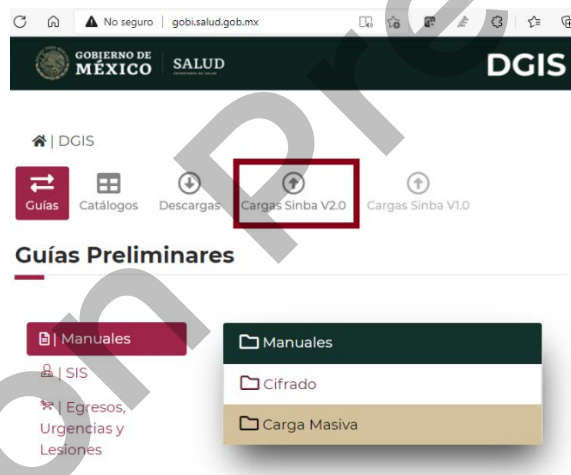 No seguro | gobi.salud.gob.mx
GOBIERNO DE MÉXICO SALUD DGIS
| DGIS
Guías Catálogos Descargas Cargas Sinba V2.0 Cargas Sinba V1.0
Guías Preliminares
| Manuales
Manuales
| SIS
Cifrado
| Egresos,
Urgencias y
Lesiones
Carga Masiva